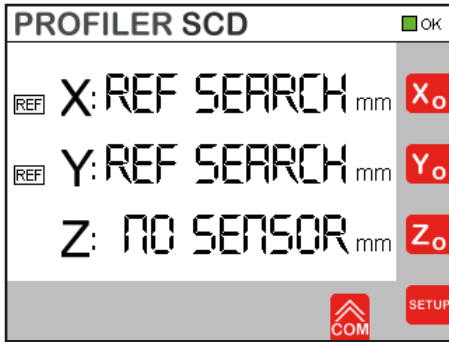 PROFILER SCD OK
REF X: REF SEARCH mm Xo
REF Y: REF SEARCH mm Yo
Z: NO SENSOR mm Zo
COM SETUP